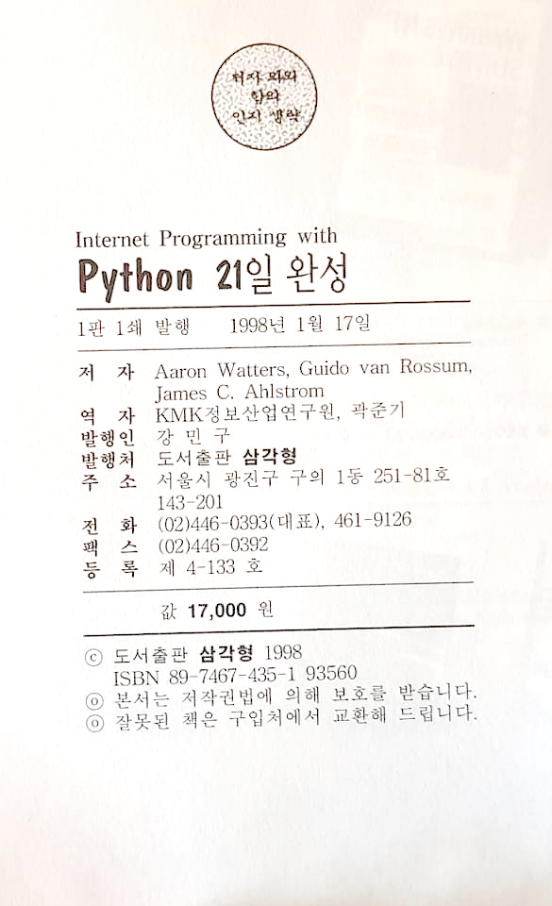 저자 와의
합의
인지 생략
Internet Programming with
Python 21일 완성
1판 1쇄 발행 1998년 1월 17일
저 자 Aaron Watters, Guido van Rossum,
James C. Ahlstrom
역 자 KMK정보산업연구원, 곽준기
발행인 강 민 구
발행처 도서출판 삼각형
주 소 서울시 광진구 구의 1동 251-81호
143-201
전 화 (02)446-0393(대표), 461-9126
팩 스 (02)446-0392
등 록 제 4-133 호
값 17,000 원
ⓒ 도서출판 삼각형 1998
ISBN 89-7467-435-1 93560
ⓞ 본서는 저작권법에 의해 보호를 받습니다.
ⓞ 잘못된 책은 구입처에서 교환해 드립니다.